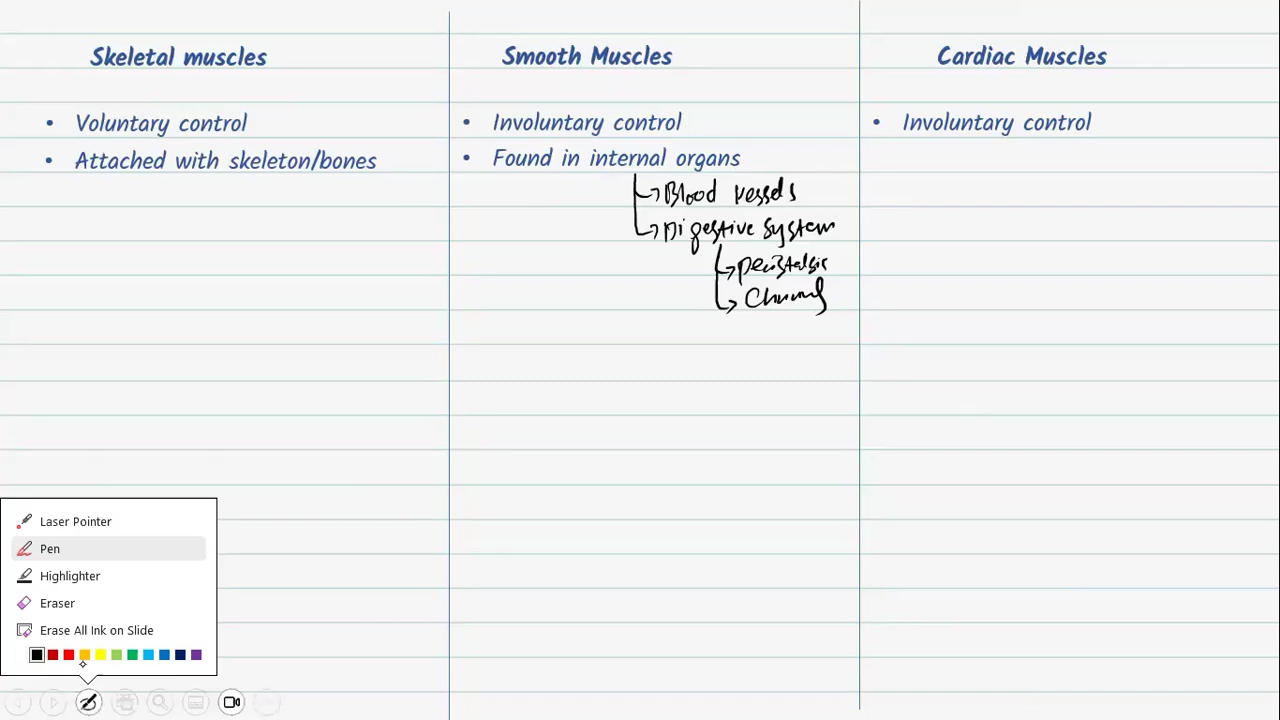 Skeletal muscles
• Voluntary control
• Attached with skeleton/bones
Smooth Muscles
• Involuntary control
• Found in internal organs
Blood vessels
Digestive system
peristalsis
Cardiac Muscles
• Involuntary control
Laser Pointer
Pen
Highlighter
Eraser
Erase All Ink on Slide